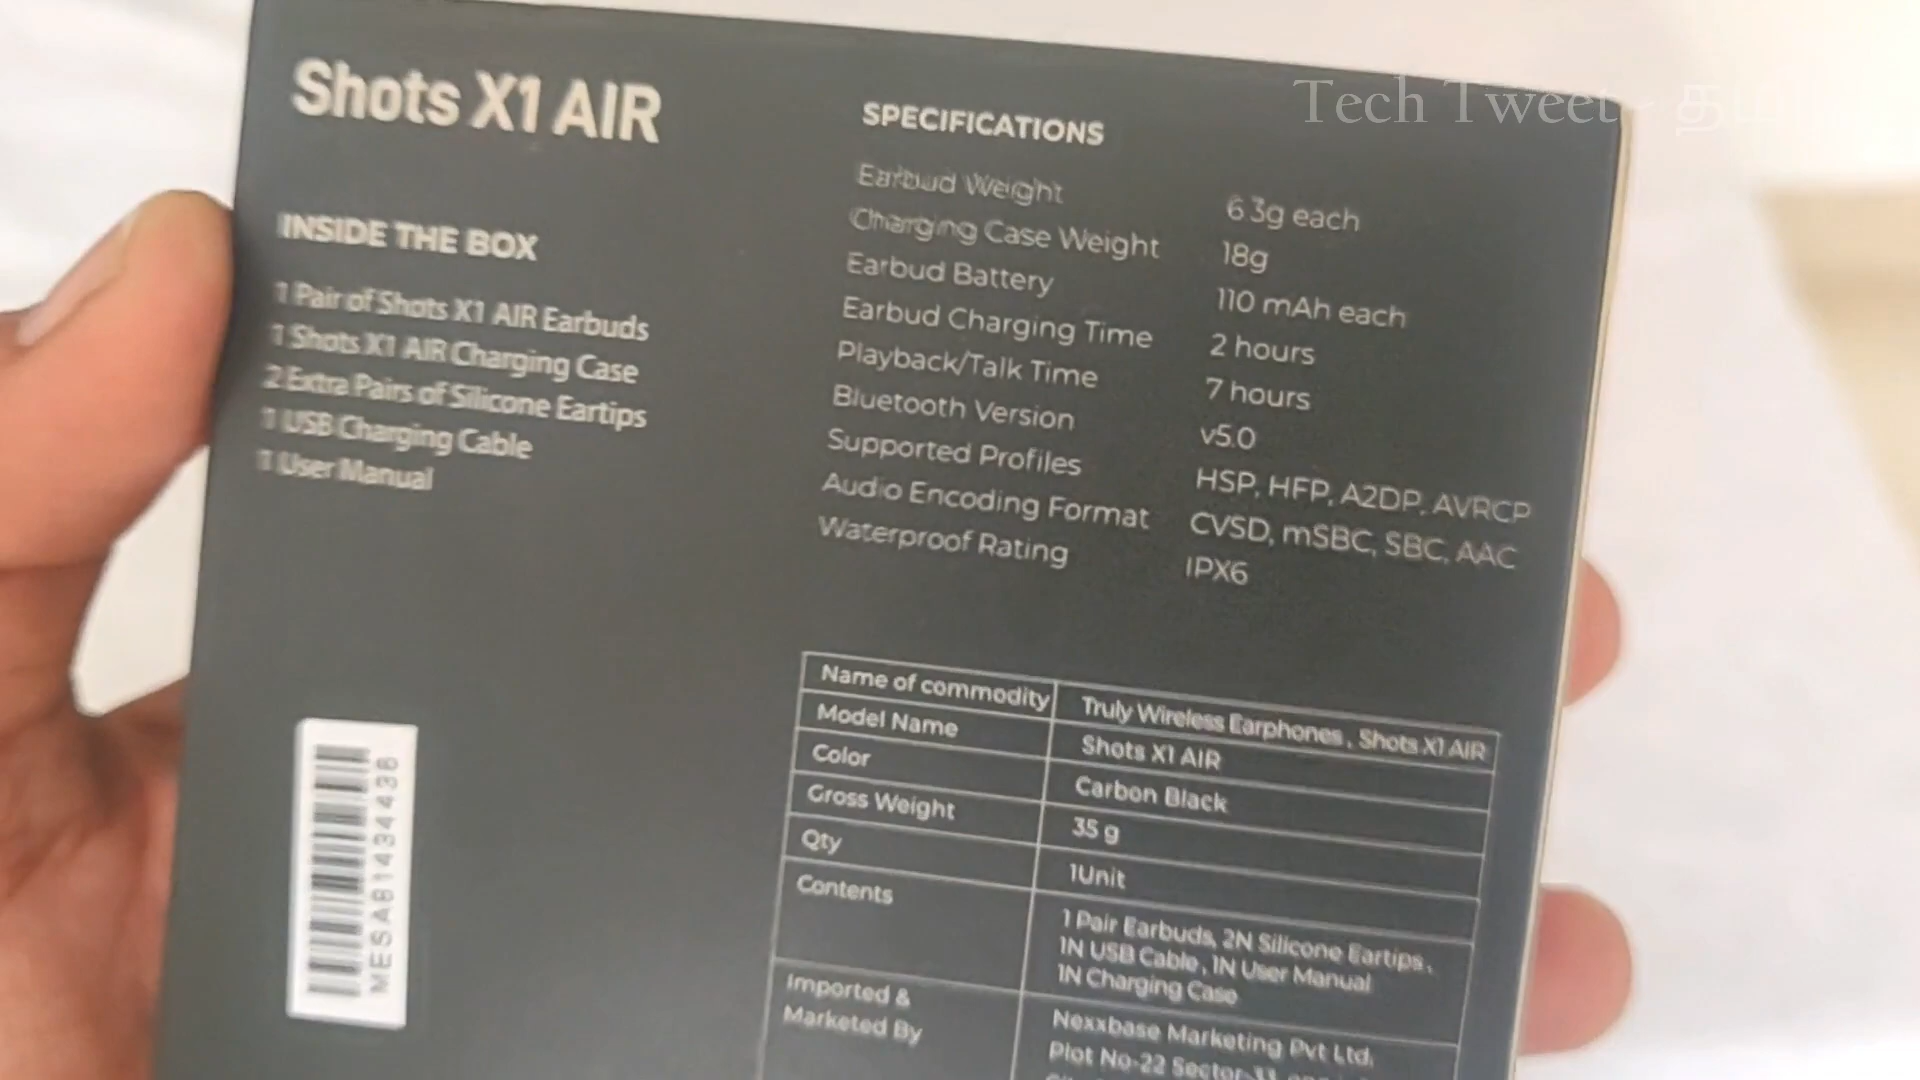 Tech Tweet - தமி
Shots X1 AIR
INSIDE THE BOX
1 Pair of Shots X1 AIR Earbuds
1 Shots X1 AIR Charging Case
2 Extra Pairs of Silicone Eartips
1 USB Charging Cable
1 User Manual
SPECIFICATIONS
Earbud Weight 6.3g each
Charging Case Weight 18g
Earbud Battery 110 mAh each
Earbud Charging Time 2 hours
Playback/Talk Time 7 hours
Bluetooth Version v5.0
Supported Profiles HSP, HFP, A2DP, AVRCP
Audio Encoding Format CVSD, mSBC, SBC, AAC
Waterproof Rating IPX6
Name of commodity Truly Wireless Earphones, Shots X1 AIR
Model Name Shots X1 AIR
Color Carbon Black
Gross Weight 35 g
Qty 1Unit
Contents 1 Pair Earbuds, 2N Silicone Eartips,
1N USB Cable, 1N User Manual
1N Charging Case
Imported & Marketed By Nexxbase Marketing Pvt Ltd.
Plot No-22 Sector-33
MESAB1434436